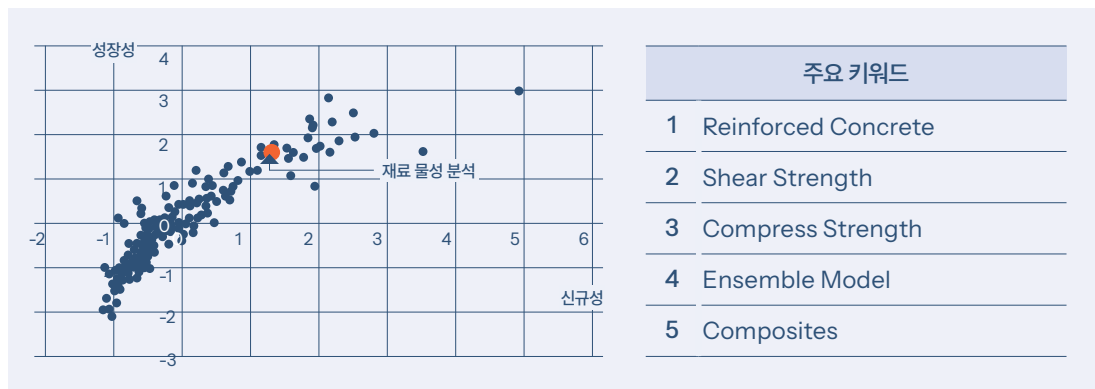 성장성
4
3
2
1
0
-1
-2
-3
-2 -1 0 1 2 3 4 5 6
신규성
재료 물성 분석
주요 키워드
1 Reinforced Concrete
2 Shear Strength
3 Compress Strength
4 Ensemble Model
5 Composites